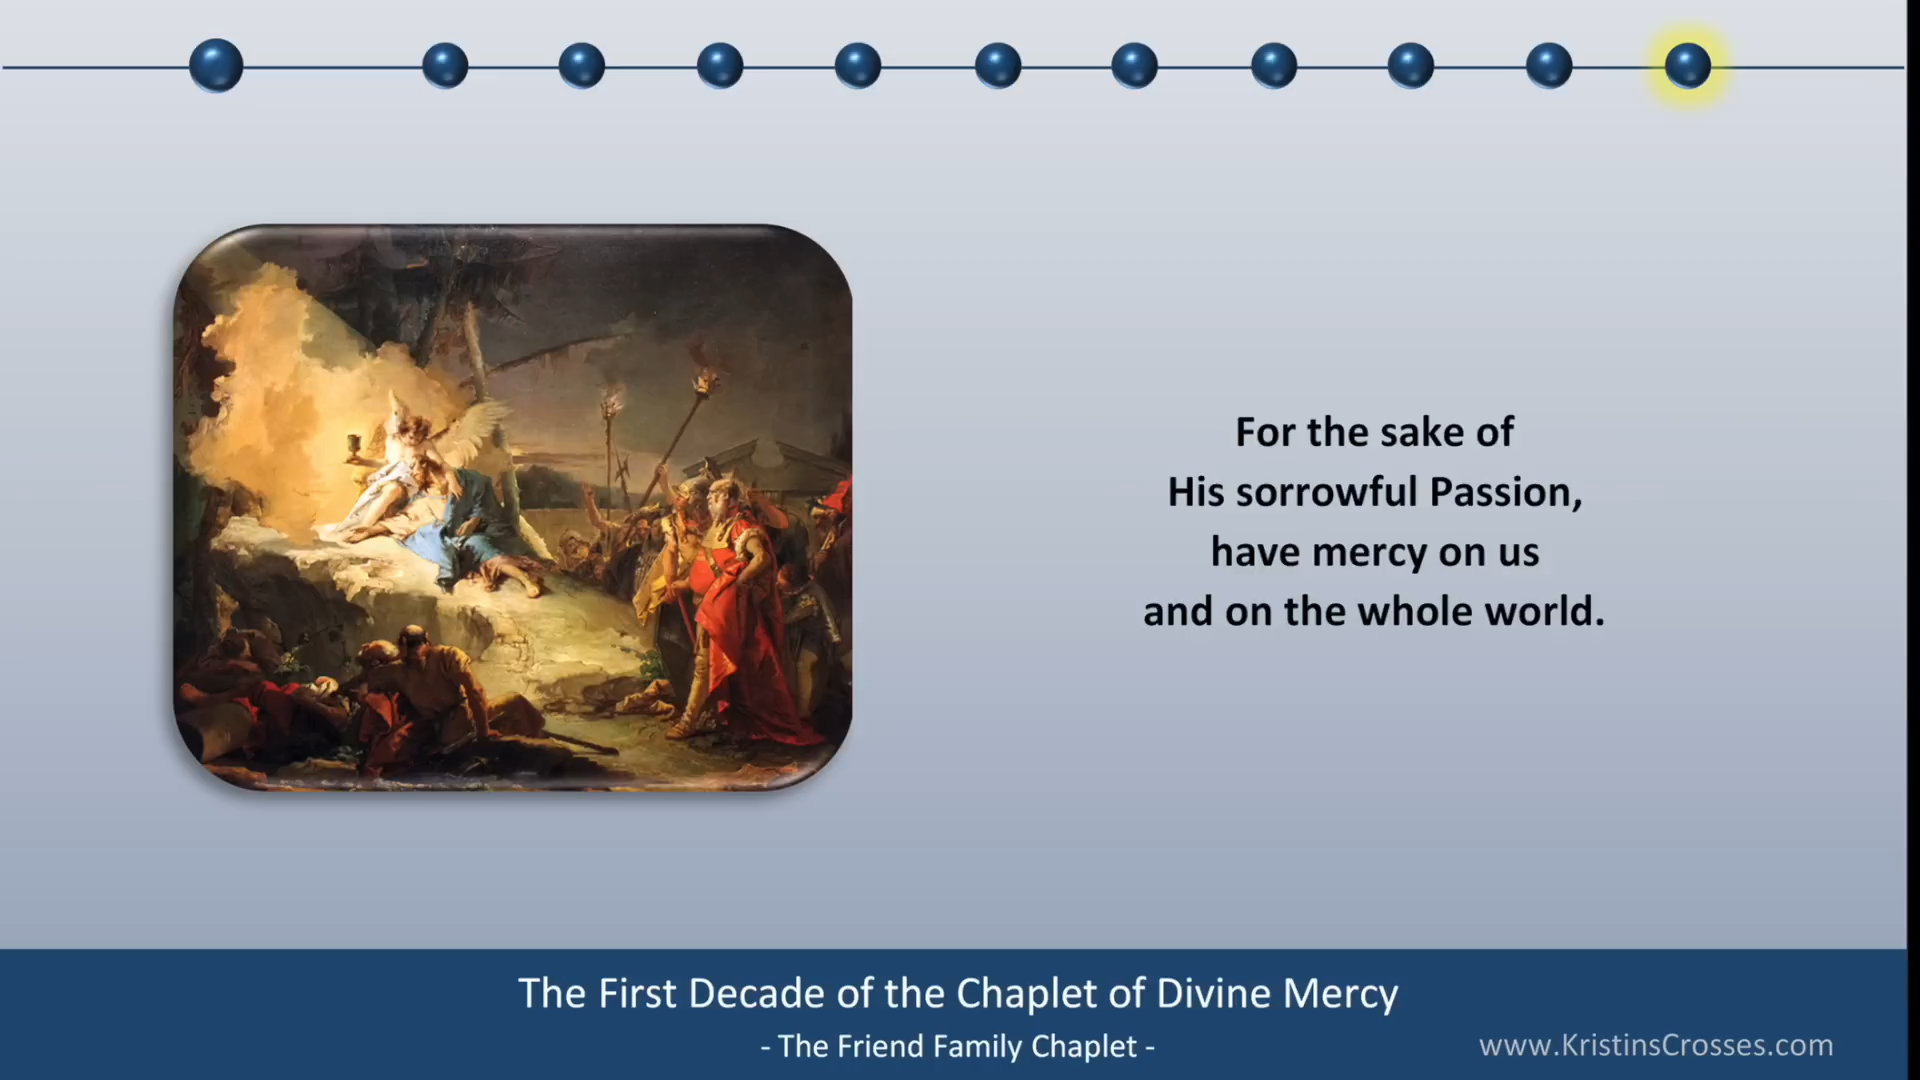 For the sake of
His sorrowful Passion,
have mercy on us
and on the whole world.
The First Decade of the Chaplet of Divine Mercy
- The Friend Family Chaplet -
www.KristinsCrosses.com